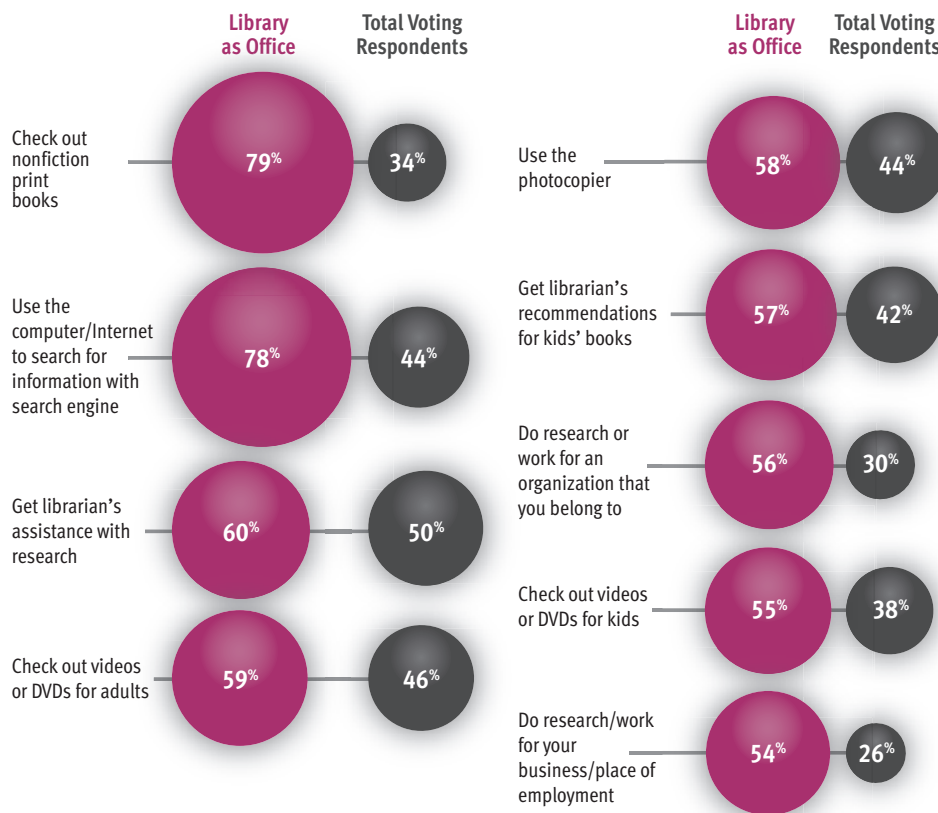 Library
as Office
Total Voting
Respondents
Check out
nonfiction
print
books
79%
34%
Use the
computer/Internet
to search for
information with
search engine
78%
44%
Get librarian's
assistance with
research
60%
50%
Check out videos
or DVDs for adults
59%
46%
Library
as Office
Total Voting
Respondents
Use the
photocopier
58%
44%
Get librarian's
recommendations
for kids' books
57%
42%
Do research or
work for an
organization that
you belong to
56%
30%
Check out videos
or DVDs for kids
55%
38%
Do research/work
for your
business/place of
employment
54%
26%